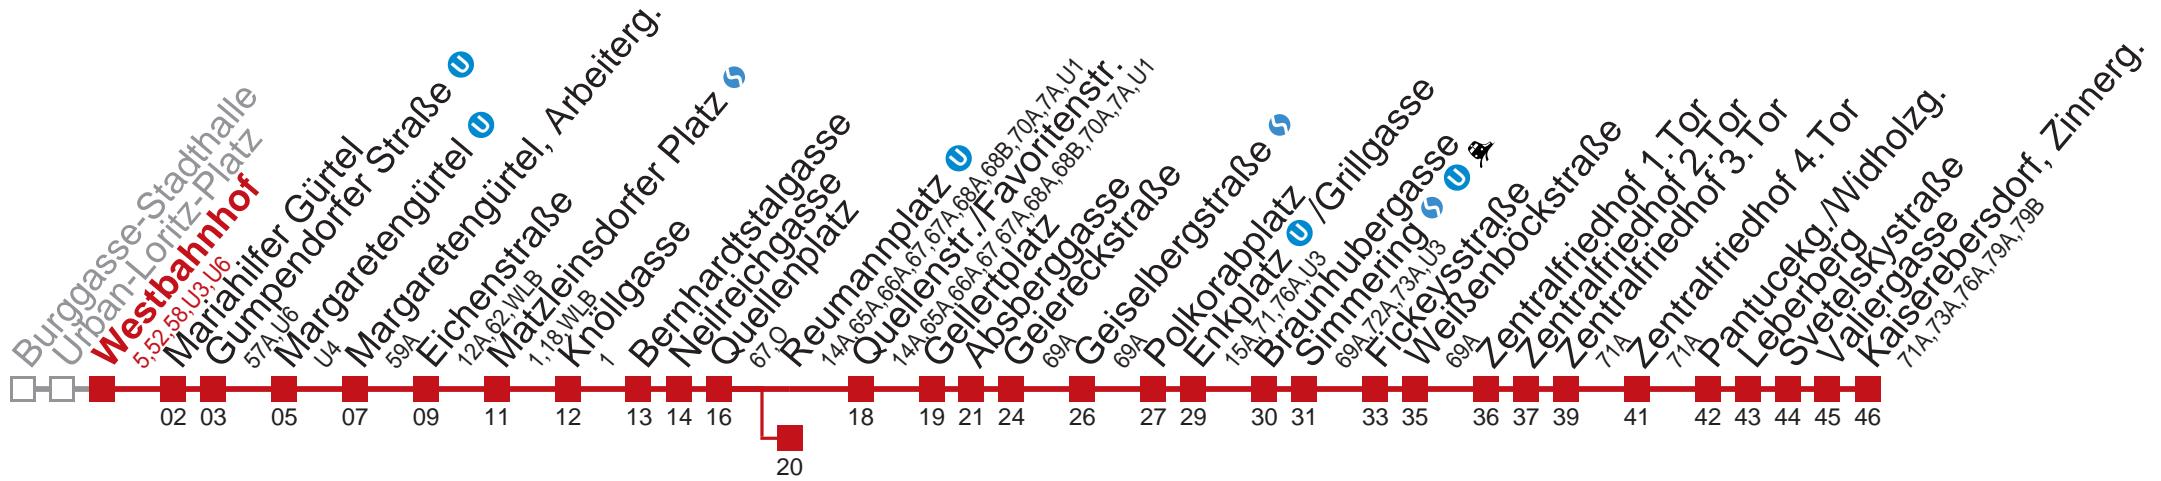 Burggasse-Stadthalle
Urban-Loritz-Platz
Westbahnhof
5,52,58,U3,U6
Mariahilfer Gürtel
Gumpendorfer Straße U
57A,U6
Margaretengürtel U
U4
Margaretengürtel, Arbeiterg.
59A
Eichenstraße
12A,62,WLB
Matzleinsdorfer Platz S
1,18,WLB
Knöllgasse
1
Bernhardtstalgasse
Neilreichgasse
Quellenplatz
67,O
Reumannplatz U
14A,65A,66A,67,67A,68A,68B,70A,7A,U1
Quellenstr./Favoritenstr.
14A,65A,66A,67,67A,68A,68B,70A,7A,U1
Gellertplatz
Absberggasse
Geiereckstraße
69A
Geiselbergstraße S
69A
Polkorabplatz
Enkplatz U /Grillgasse
15A,71,76A,U3
Braunhubergasse
Simmering S U
69A,72A,73A,U3
Fickeysstraße
Weißenböckstraße
69A
Zentralfriedhof 1.Tor
Zentralfriedhof 2.Tor
Zentralfriedhof 3.Tor
71A
Zentralfriedhof 4.Tor
71A
Pantucekg./Widholzg.
Leberberg
Svetelskystraße
Valiergasse
Kaiserebersdorf, Zinnerg.
71A,73A,76A,79A,79B
02 03 05 07 09 11 12 13 14 16 18 19 21 24 26 27 29 30 31 33 35 36 37 39 41 42 43 44 45 46
20